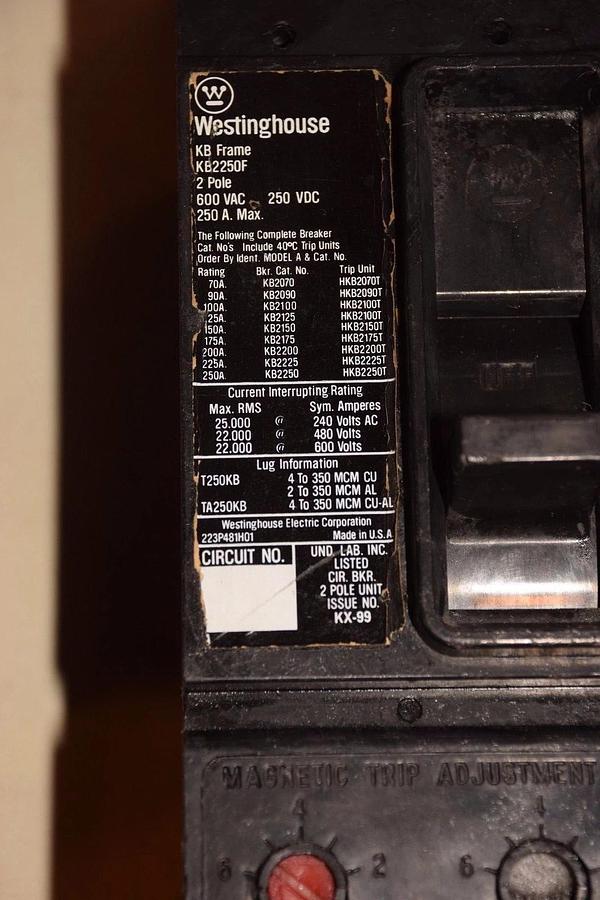 Westinghouse
KB Frame
KB2250F
2 Pole
600 VAC 250 VDC
250 A. Max.
The Following Complete Breaker
Cat. No's Include 40°C Trip Units
Order By Ident. MODEL A & Cat. No.
Rating Bkr. Cat. No. Trip Unit
70A. KB2070 HKB2070T
90A. KB2090 HKB2090T
100A. KB2100 HKB2100T
125A. KB2125 HKB2100T
150A. KB2150 HKB2150T
175A. KB2175 HKB2175T
200A. KB2200 HKB2200T
225A. KB2225 HKB2225T
250A. KB2250 HKB2250T
Current Interrupting Rating
Max. RMS Sym. Amperes
25.000 @ 240 Volts AC
22.000 @ 480 Volts
22.000 @ 600 Volts
Lug Information
T250KB 4 To 350 MCM CU
2 To 350 MCM AL
TA250KB 4 To 350 MCM CU-AL
Westinghouse Electric Corporation
223P481H01 Made in U.S.A
CIRCUIT NO.
UND. LAB. INC.
LISTED
CIR. BKR.
2 POLE UNIT
ISSUE NO.
KX-99
OFF
MAGNETIC TRIP ADJUSTMENT
4 4
6 2 6